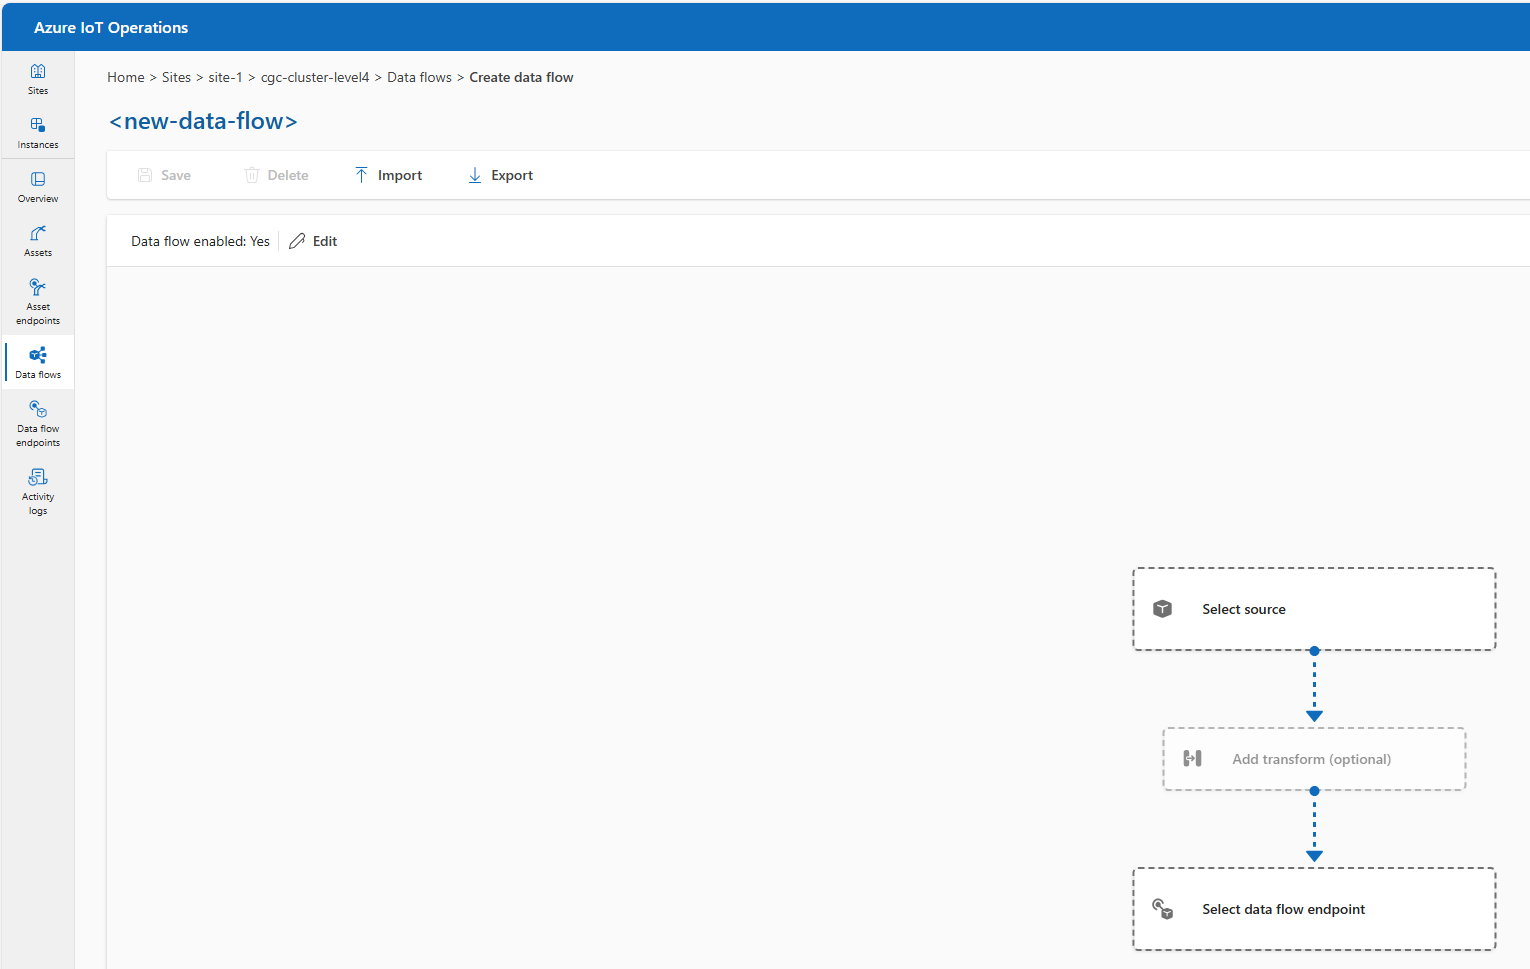 Azure IoT Operations
Home > Sites > site-1 > cgc-cluster-level4 > Data flows > Create data flow
<new-data-flow>
Save Delete Import Export
Data flow enabled: Yes Edit
Sites
Instances
Overview
Assets
Asset
endpoints
Data flows
Data flow
endpoints
Activity
logs
Select source
Add transform (optional)
Select data flow endpoint